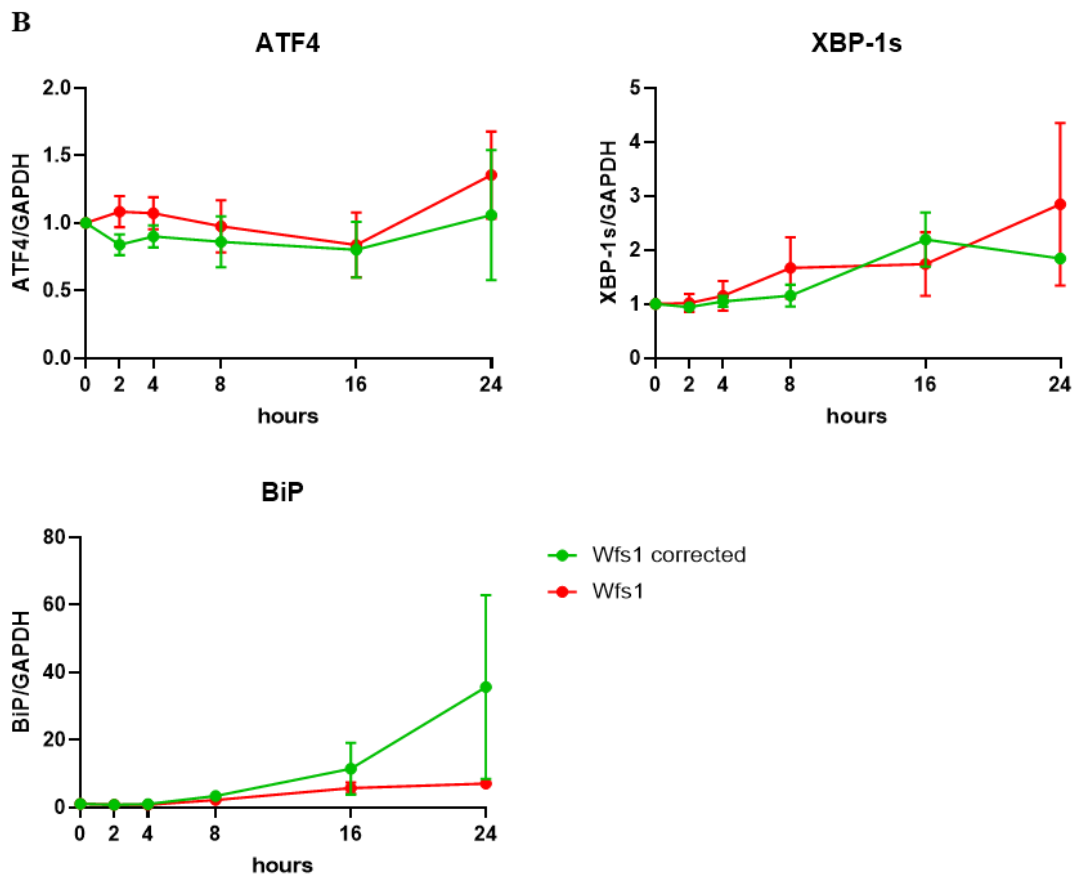 B
ATF4
ATF4/GAPDH
2.0
1.5
1.0
0.5
0.0
0 2 4 8 16 24
hours
XBP-1s
XBP-1s/GAPDH
5
4
3
2
1
0
0 2 4 8 16 24
hours
BiP
BiP/GAPDH
80
60
40
20
0
0 2 4 8 16 24
hours
Wfs1 corrected
Wfs1